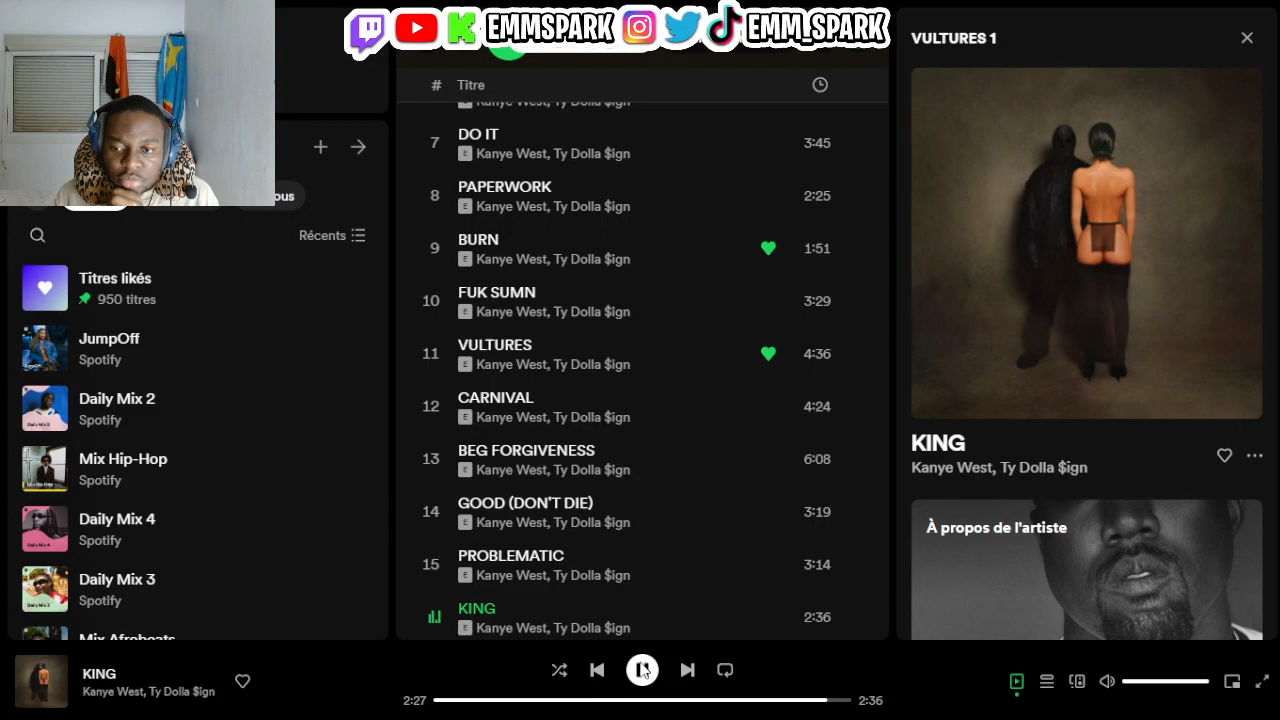 EMMSPARK EMM_SPARK
VULTURES 1
# Titre
Kanye West, Ty Dolla $ign
7 DO IT 3:45
E Kanye West, Ty Dolla $ign
8 PAPERWORK 2:25
E Kanye West, Ty Dolla $ign
9 BURN 1:51
E Kanye West, Ty Dolla $ign
10 FUK SUMN 3:29
E Kanye West, Ty Dolla $ign
11 VULTURES 4:36
E Kanye West, Ty Dolla $ign
12 CARNIVAL 4:24
E Kanye West, Ty Dolla $ign
13 BEG FORGIVENESS 6:08
E Kanye West, Ty Dolla $ign
14 GOOD (DON'T DIE) 3:19
E Kanye West, Ty Dolla $ign
15 PROBLEMATIC 3:14
E Kanye West, Ty Dolla $ign
KING 2:36
E Kanye West, Ty Dolla $ign
Récents
Titres likés
950 titres
JumpOff
Spotify
Daily Mix 2
Spotify
Mix Hip-Hop
Spotify
Daily Mix 4
Spotify
Daily Mix 3
Spotify
Mix Afrobeats
KING
Kanye West, Ty Dolla $ign
À propos de l'artiste
KING
Kanye West, Ty Dolla $ign
2:27 2:36